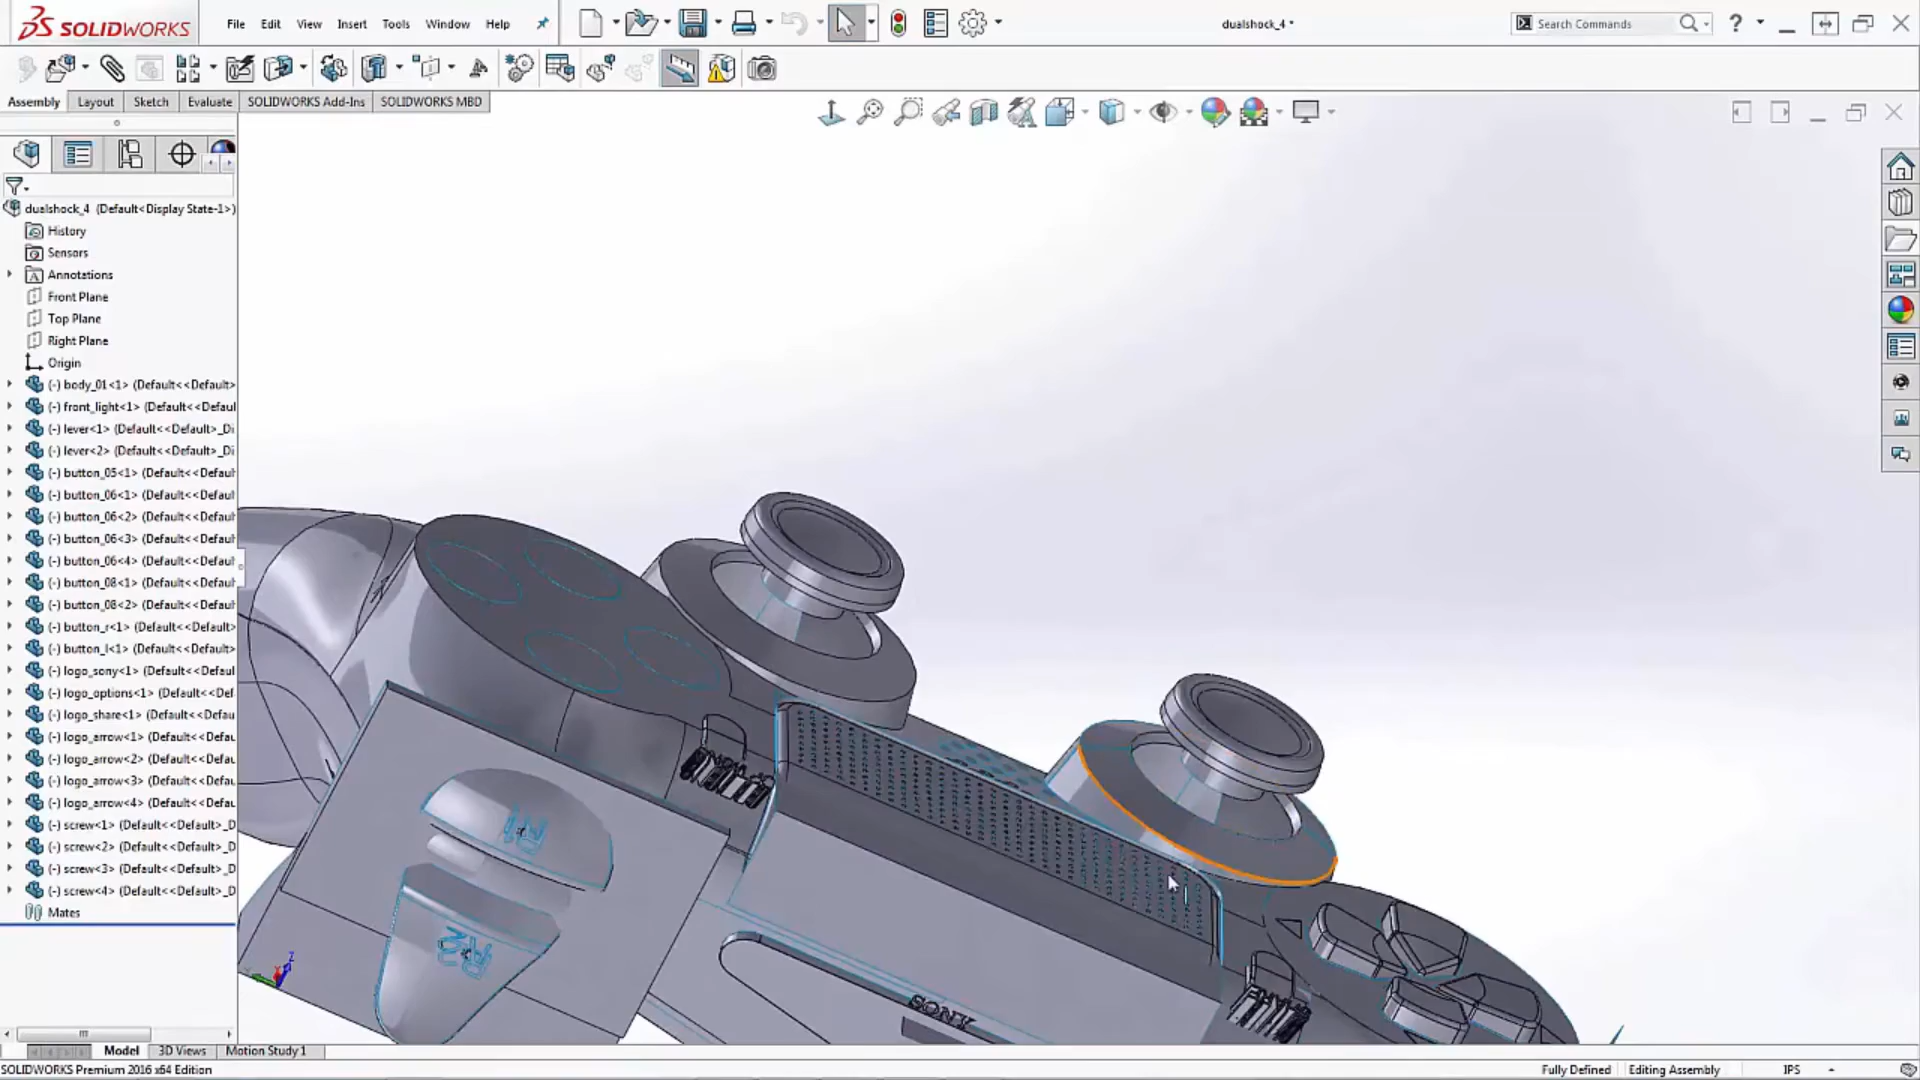 SOLIDWORKS
File Edit View Insert Tools Window Help
dualshock_4 *
Search Commands
?
Assembly Layout Sketch Evaluate SOLIDWORKS Add-Ins SOLIDWORKS MBD
dualshock_4 (Default<Display State-1>)
History
Sensors
Annotations
Front Plane
Top Plane
Right Plane
Origin
(-) body_01<1> (Default<<Default>
(-) front_light<1> (Default<<Defaul
(-) lever<1> (Default<<Default>_Di
(-) lever<2> (Default<<Default>_Di
(-) button_05<1> (Default<<Defaul
(-) button_06<1> (Default<<Defaul
(-) button_06<2> (Default<<Defaul
(-) button_06<3> (Default<<Defaul
(-) button_06<4> (Default<<Defaul
(-) button_08<1> (Default<<Defaul
(-) button_08<2> (Default<<Defaul
(-) button_r<1> (Default<<Default>
(-) button_l<1> (Default<<Default>
(-) logo_sony<1> (Default<<Defaul
(-) logo_options<1> (Default<<Def
(-) logo_share<1> (Default<<Defau
(-) logo_arrow<1> (Default<<Defau
(-) logo_arrow<2> (Default<<Defau
(-) logo_arrow<3> (Default<<Defau
(-) logo_arrow<4> (Default<<Defau
(-) screw<1> (Default<<Default>_D
(-) screw<2> (Default<<Default>_D
(-) screw<3> (Default<<Default>_D
(-) screw<4> (Default<<Default>_D
Mates
R1
R2
SONY
Model 3D Views Motion Study 1
SOLIDWORKS Premium 2016 x64 Edition
Fully Defined Editing Assembly IPS